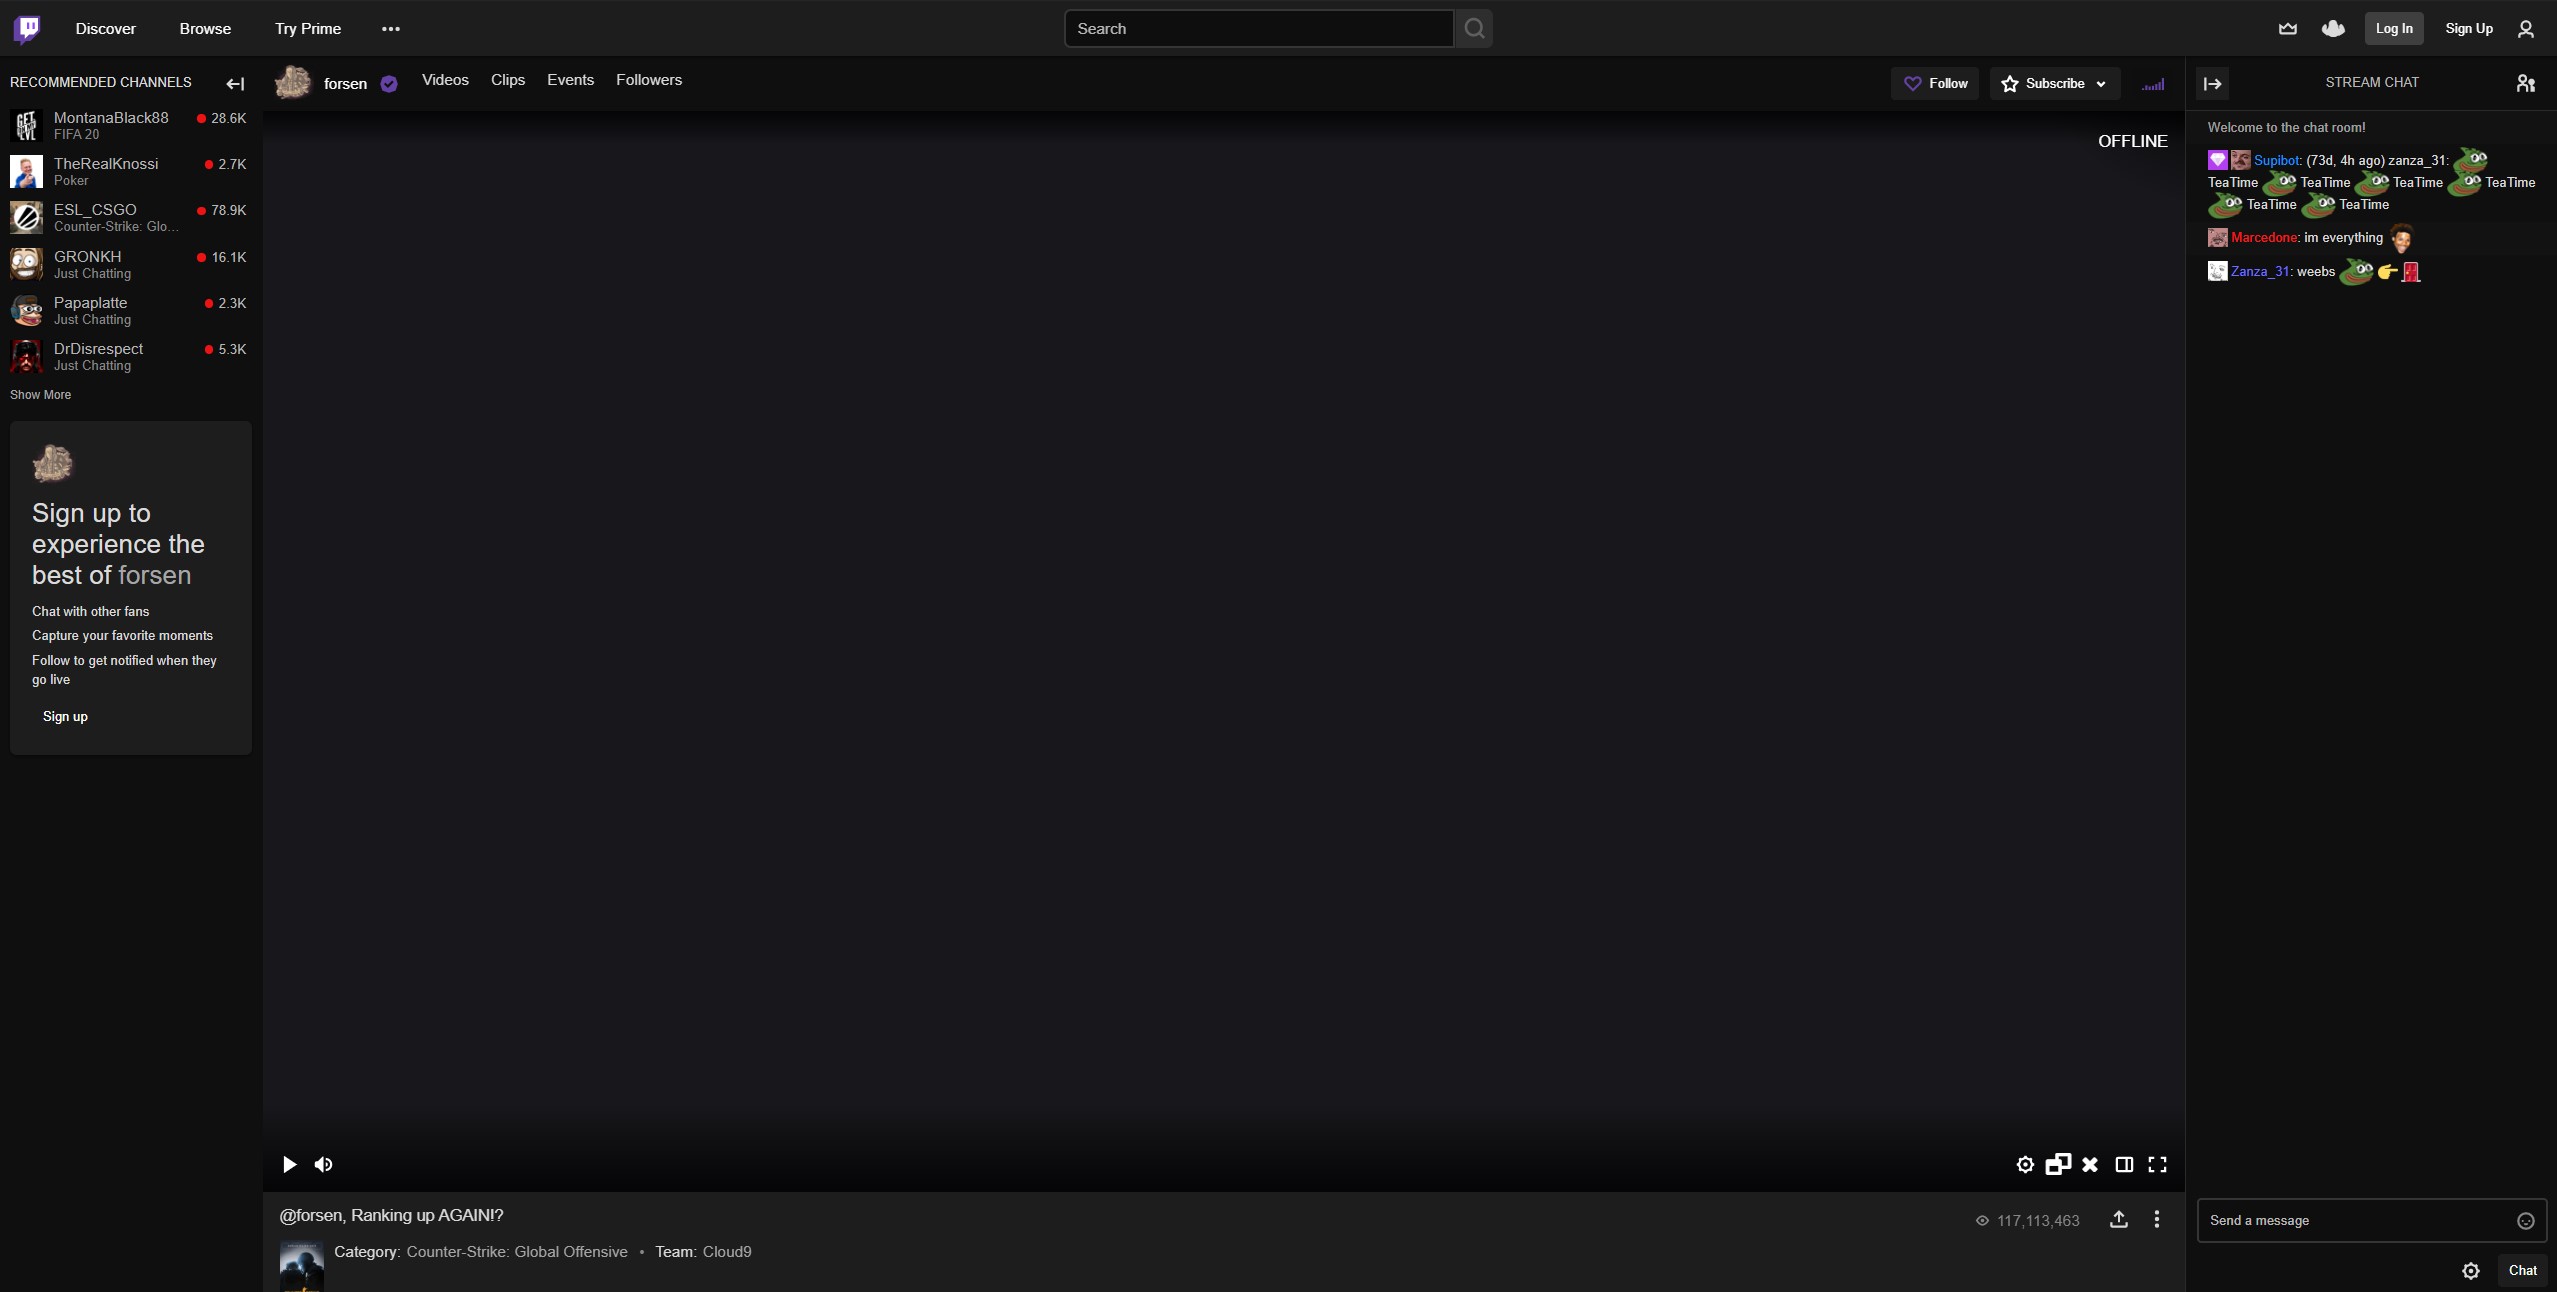 Discover
Browse
Try Prime
Search
Log In
Sign Up
RECOMMENDED CHANNELS
MontanaBlack88
28.6K
FIFA 20
TheRealKnossi
2.7K
Poker
ESL_CSGO
78.9K
Counter-Strike: Glo...
GRONKH
16.1K
Just Chatting
Papaplatte
2.3K
Just Chatting
DrDisrespect
5.3K
Just Chatting
Show More
Sign up to
experience the
best of forsen
Chat with other fans
Capture your favorite moments
Follow to get notified when they
go live
Sign up
forsen
Videos
Clips
Events
Followers
Follow
Subscribe
OFFLINE
@forsen, Ranking up AGAIN!?
117,113,463
Category: Counter-Strike: Global Offensive • Team: Cloud9
STREAM CHAT
Welcome to the chat room!
Supibot: (73d, 4h ago) zanza_31:
TeaTime TeaTime TeaTime TeaTime
TeaTime TeaTime
Marcedone: im everything
Zanza_31: weebs
Send a message
Chat